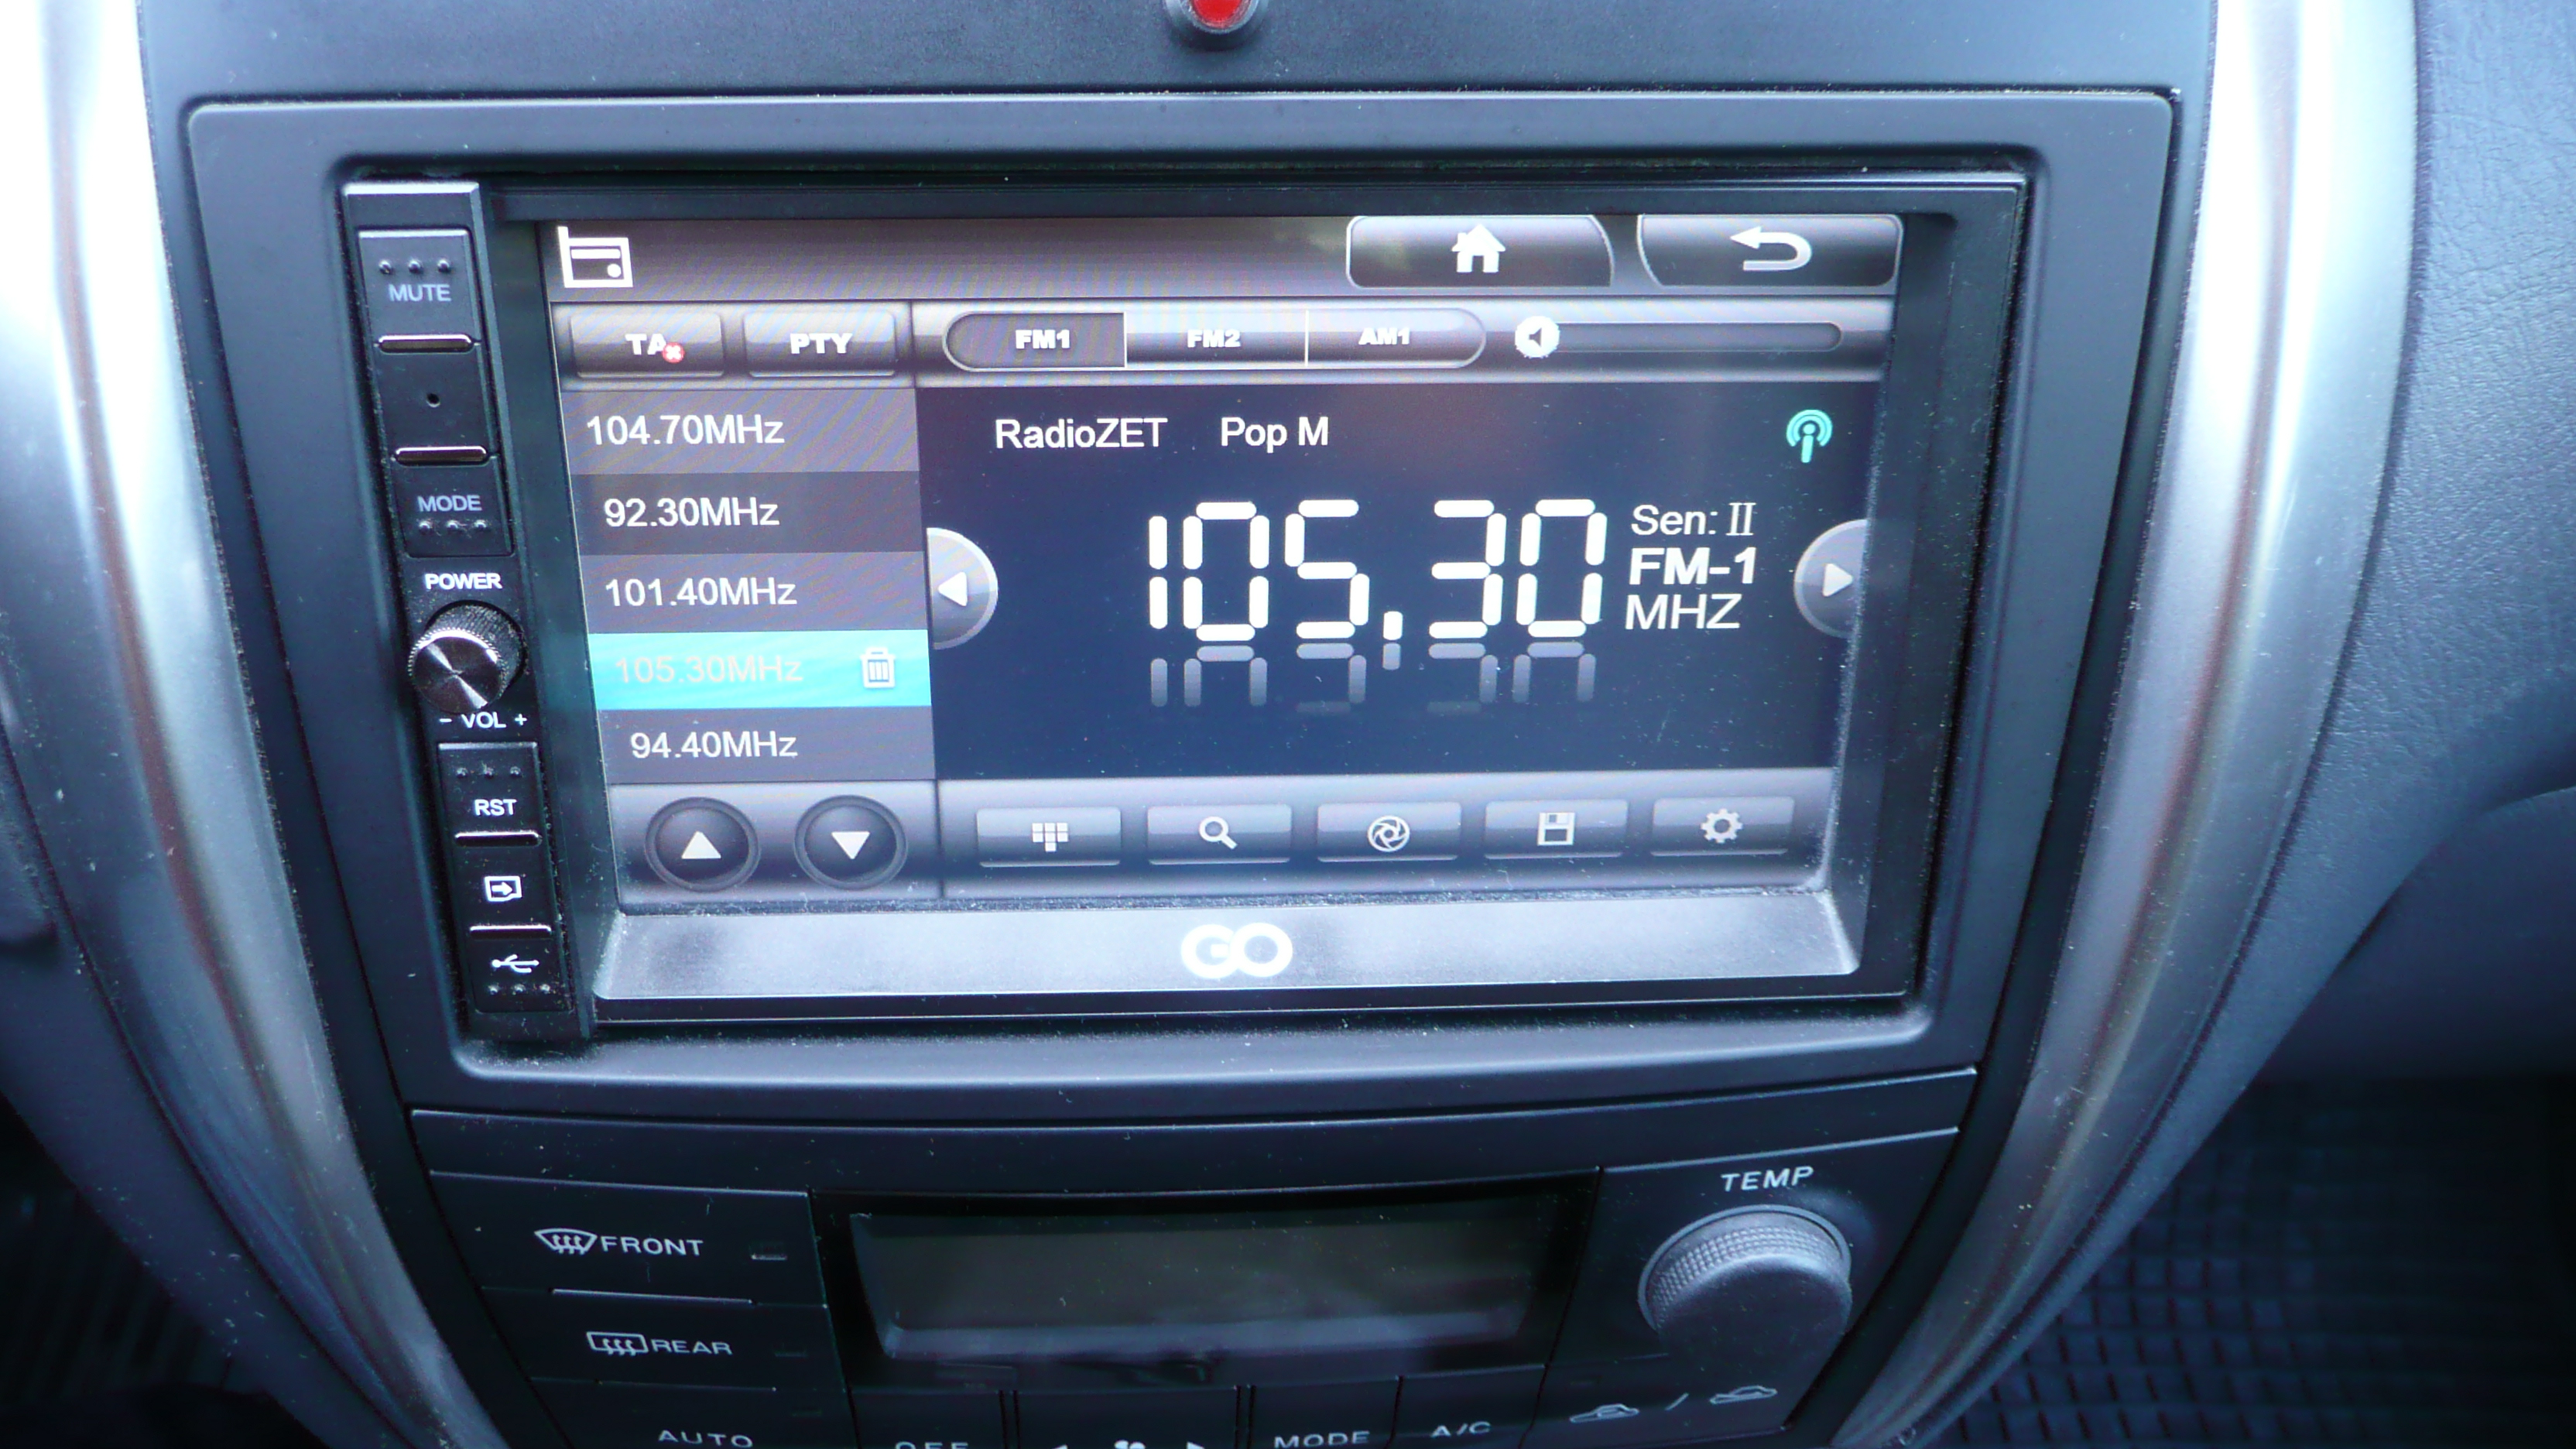 MUTE
MODE
POWER
- VOL +
RST
TA
PTY
FM1
FM2
AM1
104.70MHz
92.30MHz
101.40MHz
105.30MHz
94.40MHz
RadioZET Pop M
105.30
Sen: II
FM-1
MHZ
GO
TEMP
FRONT
REAR
AUTO
OFF
MODE
A/C